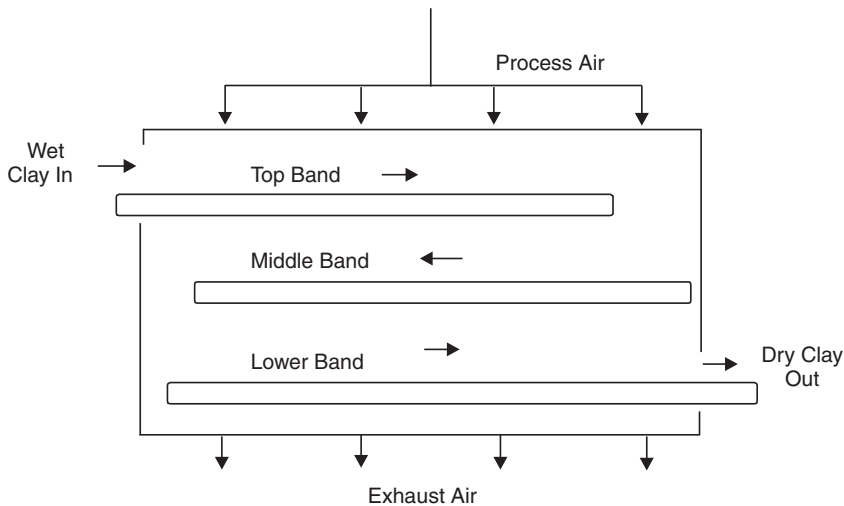 Process Air
Wet
Clay In
Top Band
Middle Band
Lower Band
Dry Clay
Out
Exhaust Air